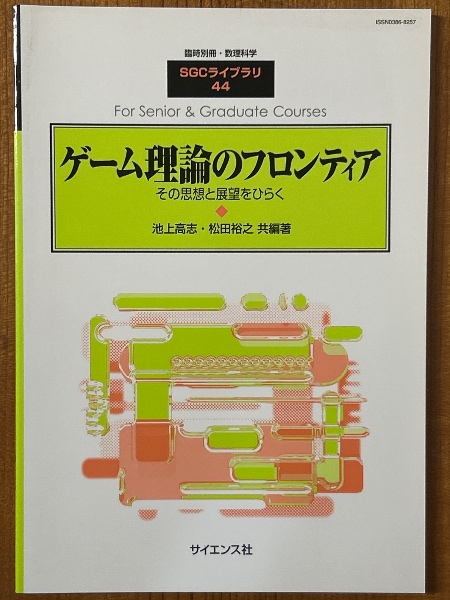 ISSN0386-8257
臨時別冊・数理科学
SGCライブラリ
44
For Senior & Graduate Courses
ゲーム理論のフロンティア
その思想と展望をひらく
池上高志・松田裕之 共編著
サイエンス社